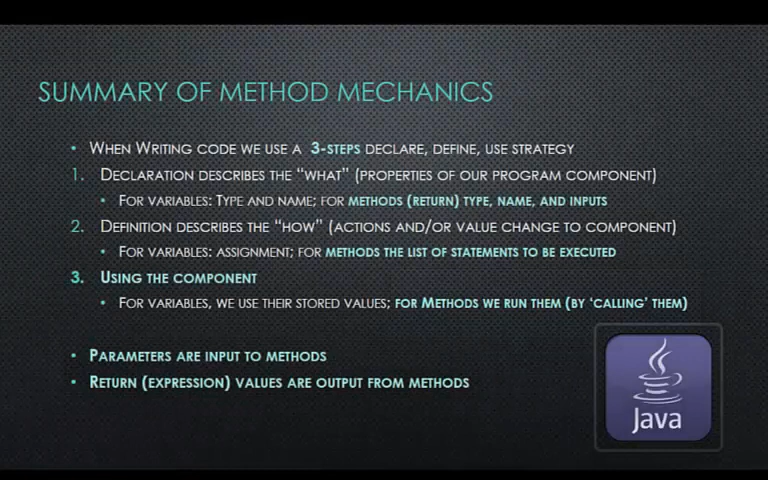 SUMMARY OF METHOD MECHANICS
• WHEN WRITING CODE WE USE A 3-STEPS DECLARE, DEFINE, USE STRATEGY
1. DECLARATION DESCRIBES THE “WHAT” (PROPERTIES OF OUR PROGRAM COMPONENT)
• FOR VARIABLES: TYPE AND NAME; FOR METHODS (RETURN) TYPE, NAME, AND INPUTS
2. DEFINITION DESCRIBES THE “HOW” (ACTIONS AND/OR VALUE CHANGE TO COMPONENT)
• FOR VARIABLES: ASSIGNMENT; FOR METHODS THE LIST OF STATEMENTS TO BE EXECUTED
3. USING THE COMPONENT
• FOR VARIABLES, WE USE THEIR STORED VALUES; FOR METHODS WE RUN THEM (BY ‘CALLING’ THEM)
• PARAMETERS ARE INPUT TO METHODS
• RETURN (EXPRESSION) VALUES ARE OUTPUT FROM METHODS
Java